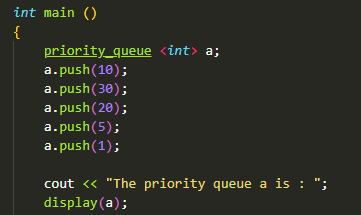 int main ()
{
    priority_queue <int> a;
    a.push(10);
    a.push(30);
    a.push(20);
    a.push(5);
    a.push(1);
    cout << "The priority queue a is : ";
    display(a);